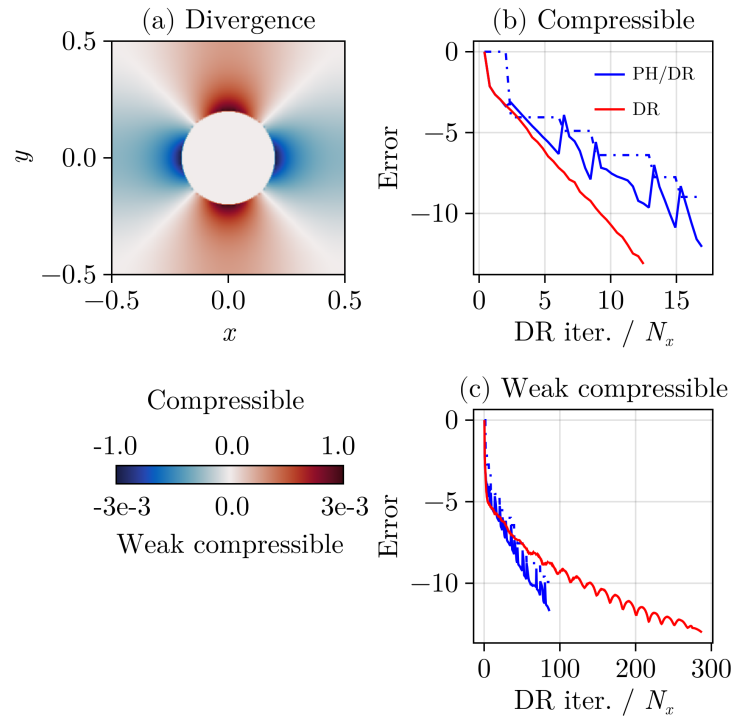 (a) Divergence
0.5
0.0
−0.5
y
−0.5
0.0
0.5
x
(b) Compressible
0
−5
−10
Error
PH/DR
DR
0
5
10
15
DR iter. / Nₓ
Compressible
-1.0
0.0
1.0
-3e-3
0.0
3e-3
Weak compressible
(c) Weak compressible
0
−5
−10
Error
0
100
200
300
DR iter. / Nₓ